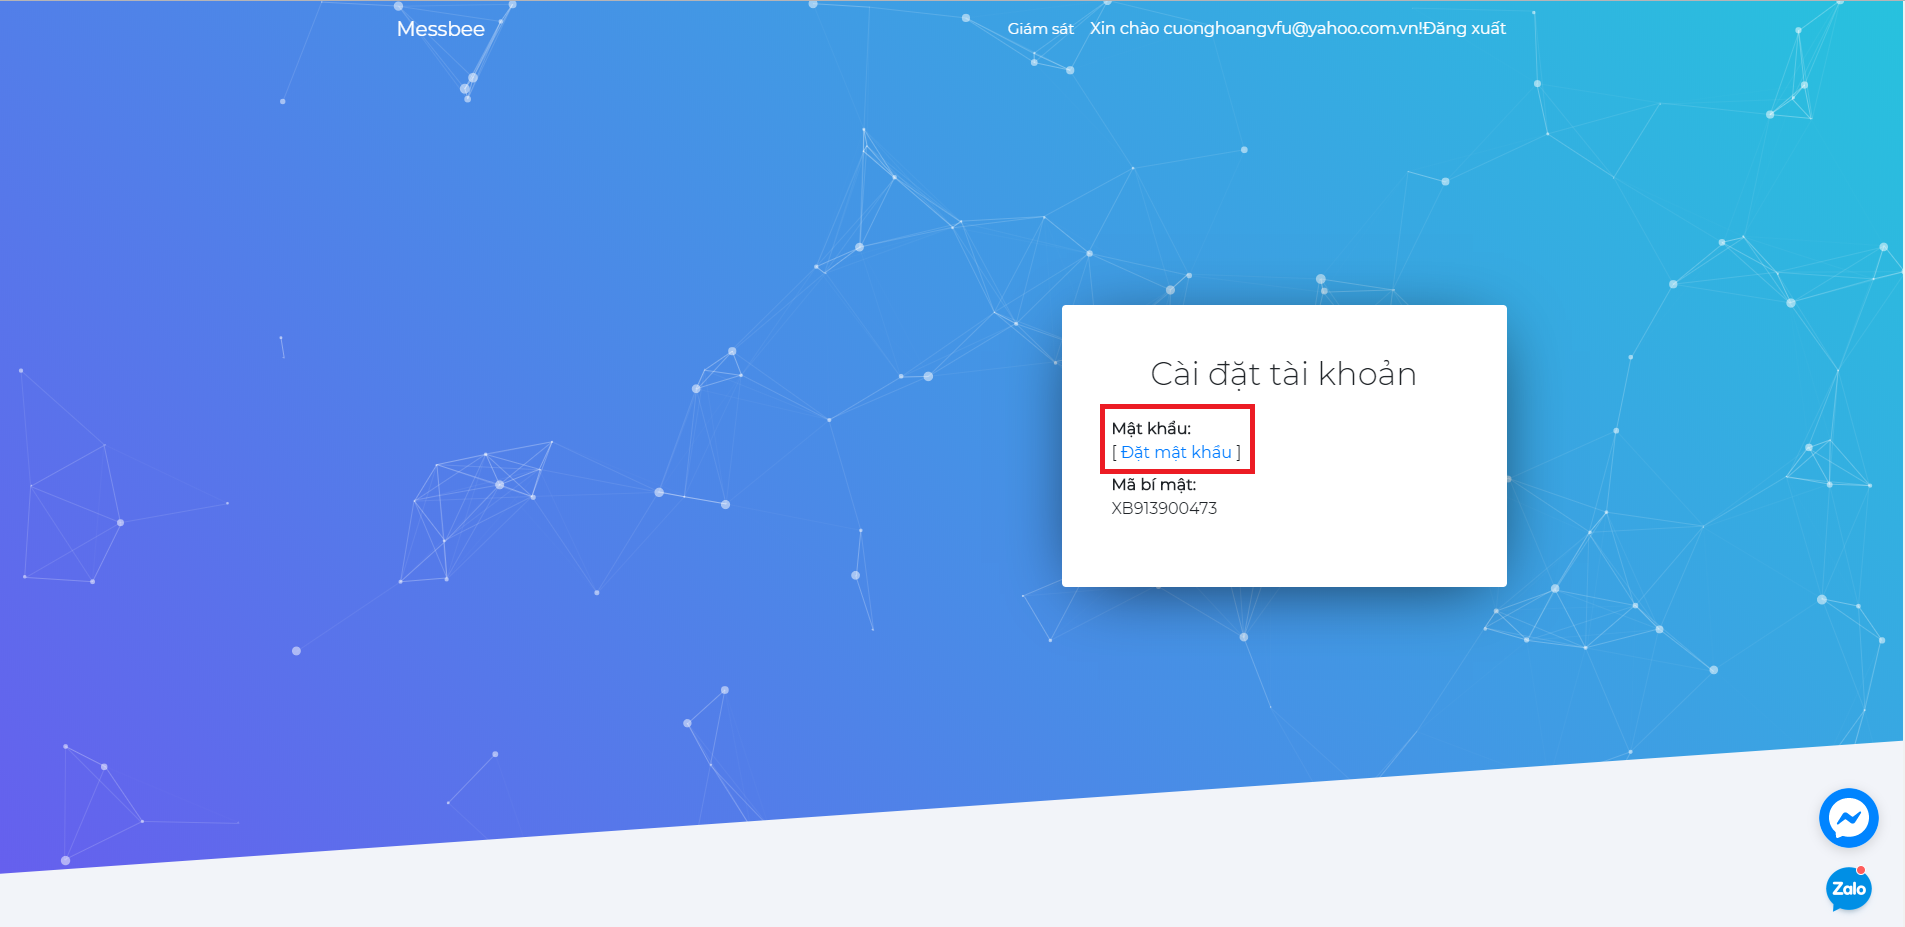 Messbee
Giám sát
Xin chào cuonghoangvfu@yahoo.com.vn!
Đăng xuất
Cài đặt tài khoản
Mật khẩu:
[ Đặt mật khẩu ]
Mã bí mật:
XB913900473
Zalo